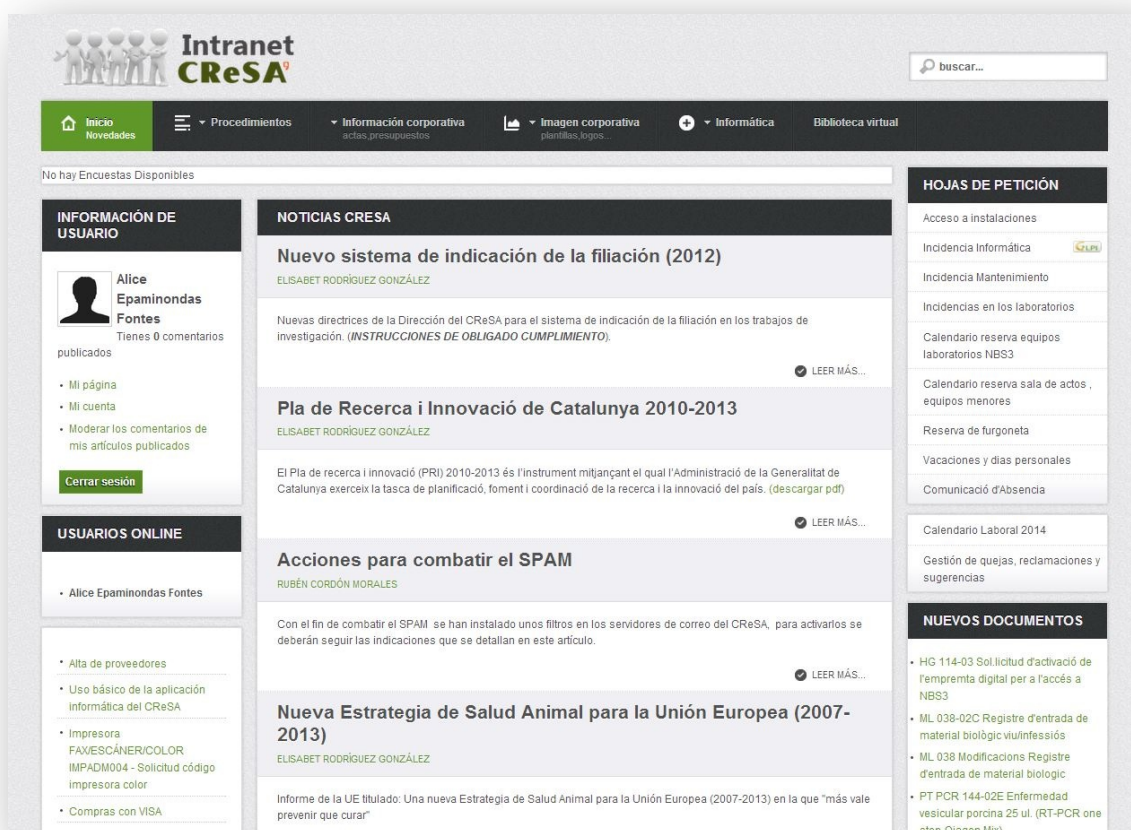 Intranet
CReSA
buscar...
Inicio
Novedades
Procedimientos
Información corporativa
actas,presupuestos
Imagen corporativa
plantillas,logos...
Informática
Biblioteca virtual
No hay Encuestas Disponibles
INFORMACIÓN DE
USUARIO
Alice
Epaminondas
Fontes
Tienes 0 comentarios
publicados
Mi página
Mi cuenta
Moderar los comentarios de
mis artículos publicados
Cerrar sesión
USUARIOS ONLINE
Alice Epaminondas Fontes
Alta de proveedores
Uso básico de la aplicación
informática del CReSA
Impresora
FAX/ESCÁNER/COLOR
IMPADM004 - Solicitud código
impresora color
Compras con VISA
NOTICIAS CRESA
Nuevo sistema de indicación de la filiación (2012)
ELISABET RODRÍGUEZ GONZÁLEZ
Nuevas directrices de la Dirección del CReSA para el sistema de indicación de la filiación en los trabajos de
investigación. (INSTRUCCIONES DE OBLIGADO CUMPLIMIENTO).
LEER MÁS...
Pla de Recerca i Innovació de Catalunya 2010-2013
ELISABET RODRÍGUEZ GONZÁLEZ
El Pla de recerca i innovació (PRI) 2010-2013 és l'instrument mitjançant el qual l'Administració de la Generalitat de
Catalunya exerceix la tasca de planificació, foment i coordinació de la recerca i la innovació del país. (descargar pdf)
LEER MÁS...
Acciones para combatir el SPAM
RUBÉN CORDÓN MORALES
Con el fin de combatir el SPAM se han instalado unos filtros en los servidores de correo del CReSA, para activarlos se
deberán seguir las indicaciones que se detallan en este artículo.
LEER MÁS...
Nueva Estrategia de Salud Animal para la Unión Europea (2007-
2013)
ELISABET RODRÍGUEZ GONZÁLEZ
Informe de la UE titulado: Una nueva Estrategia de Salud Animal para la Unión Europea (2007-2013) en la que "más vale
prevenir que curar"
HOJAS DE PETICIÓN
Acceso a instalaciones
Incidencia Informática
GLPI
Incidencia Mantenimiento
Incidencias en los laboratorios
Calendario reserva equipos
laboratorios NBS3
Calendario reserva sala de actos ,
equipos menores
Reserva de furgoneta
Vacaciones y dias personales
Comunicació d'Absencia
Calendario Laboral 2014
Gestión de quejas, reclamaciones y
sugerencias
NUEVOS DOCUMENTOS
HG 114-03 Sol.licitud d'activació de
l'empremta digital per a l'accés a
NBS3
ML 038-02C Registre d'entrada de
material biològic viu/infessiós
ML 038 Modificacions Registre
d'entrada de material biologic
PT PCR 144-02E Enfermedad
vesicular porcina 25 ul. (RT-PCR one
step Qiagen Mix)